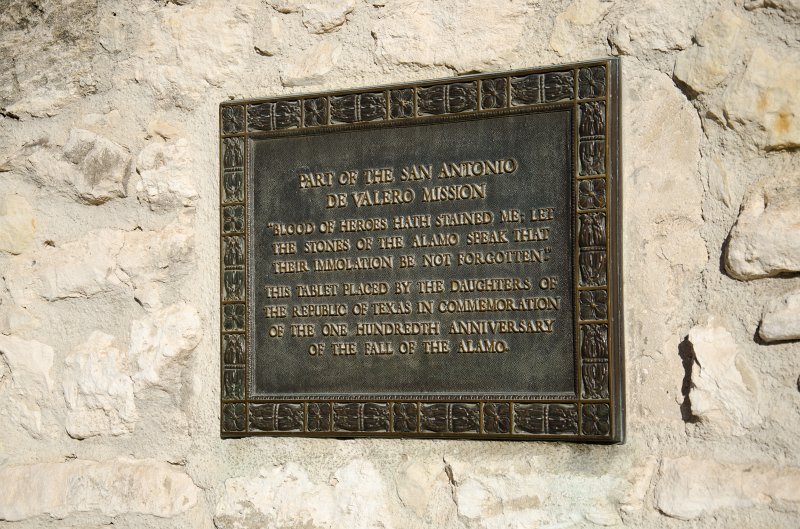 PART OF THE SAN ANTONIO
DE VALERO MISSION
"BLOOD OF HEROES HATH STAINED ME; LET
THE STONES OF THE ALAMO SPEAK THAT
THEIR IMMOLATION BE NOT FORGOTTEN."
THIS TABLET PLACED BY THE DAUGHTERS OF
THE REPUBLIC OF TEXAS IN COMMEMORATION
OF THE ONE HUNDREDTH ANNIVERSARY
OF THE FALL OF THE ALAMO.